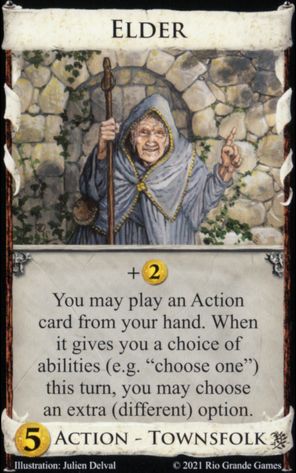 ELDER
+2
You may play an Action
card from your hand. When
it gives you a choice of
abilities (e.g. “choose one”)
this turn, you may choose
an extra (different) option.
5 ACTION - TOWNSFOLK
Illustration: Julien Delval © 2021 Rio Grande Games